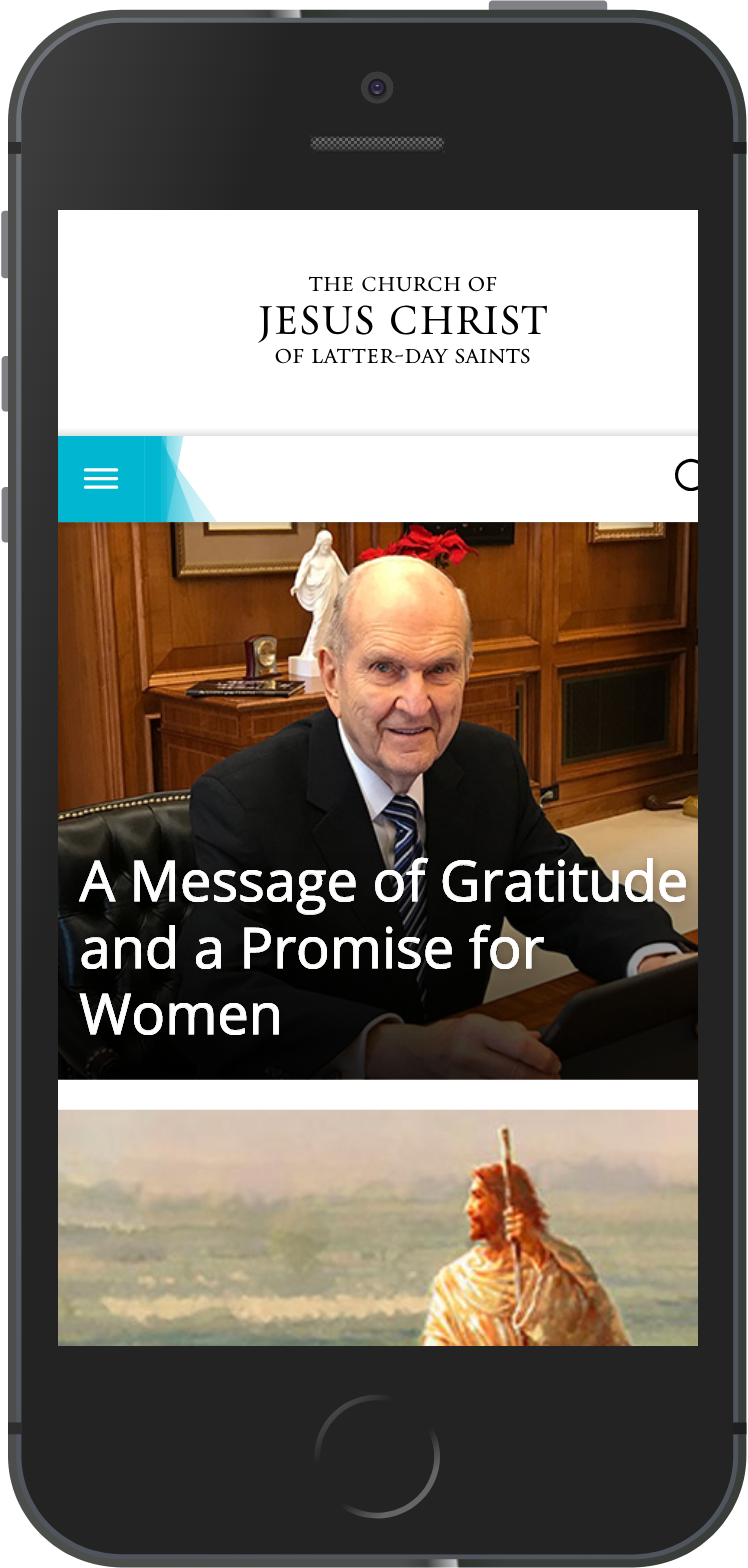 THE CHURCH OF
JESUS CHRIST
OF LATTER-DAY SAINTS
A Message of Gratitude
and a Promise for
Women